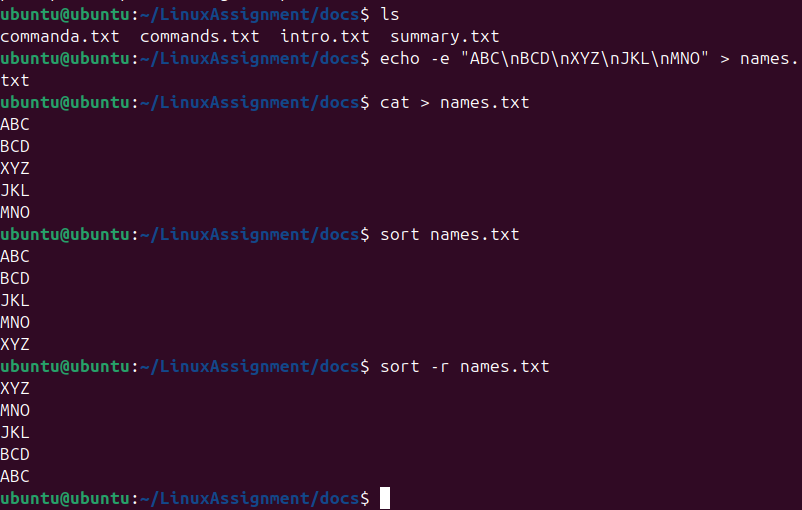 ubuntu@ubuntu:~/LinuxAssignment/docs$ ls
commanda.txt  commands.txt  intro.txt  summary.txt
ubuntu@ubuntu:~/LinuxAssignment/docs$ echo -e "ABC\nBCD\nXYZ\nJKL\nMNO" > names.
txt
ubuntu@ubuntu:~/LinuxAssignment/docs$ cat > names.txt
ABC
BCD
XYZ
JKL
MNO
ubuntu@ubuntu:~/LinuxAssignment/docs$ sort names.txt
ABC
BCD
JKL
MNO
XYZ
ubuntu@ubuntu:~/LinuxAssignment/docs$ sort -r names.txt
XYZ
MNO
JKL
BCD
ABC
ubuntu@ubuntu:~/LinuxAssignment/docs$